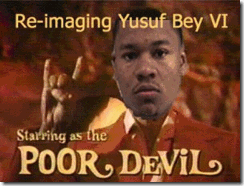 Re-imaging Yusuf Bey VI
Starring as the
POOR DEVIL